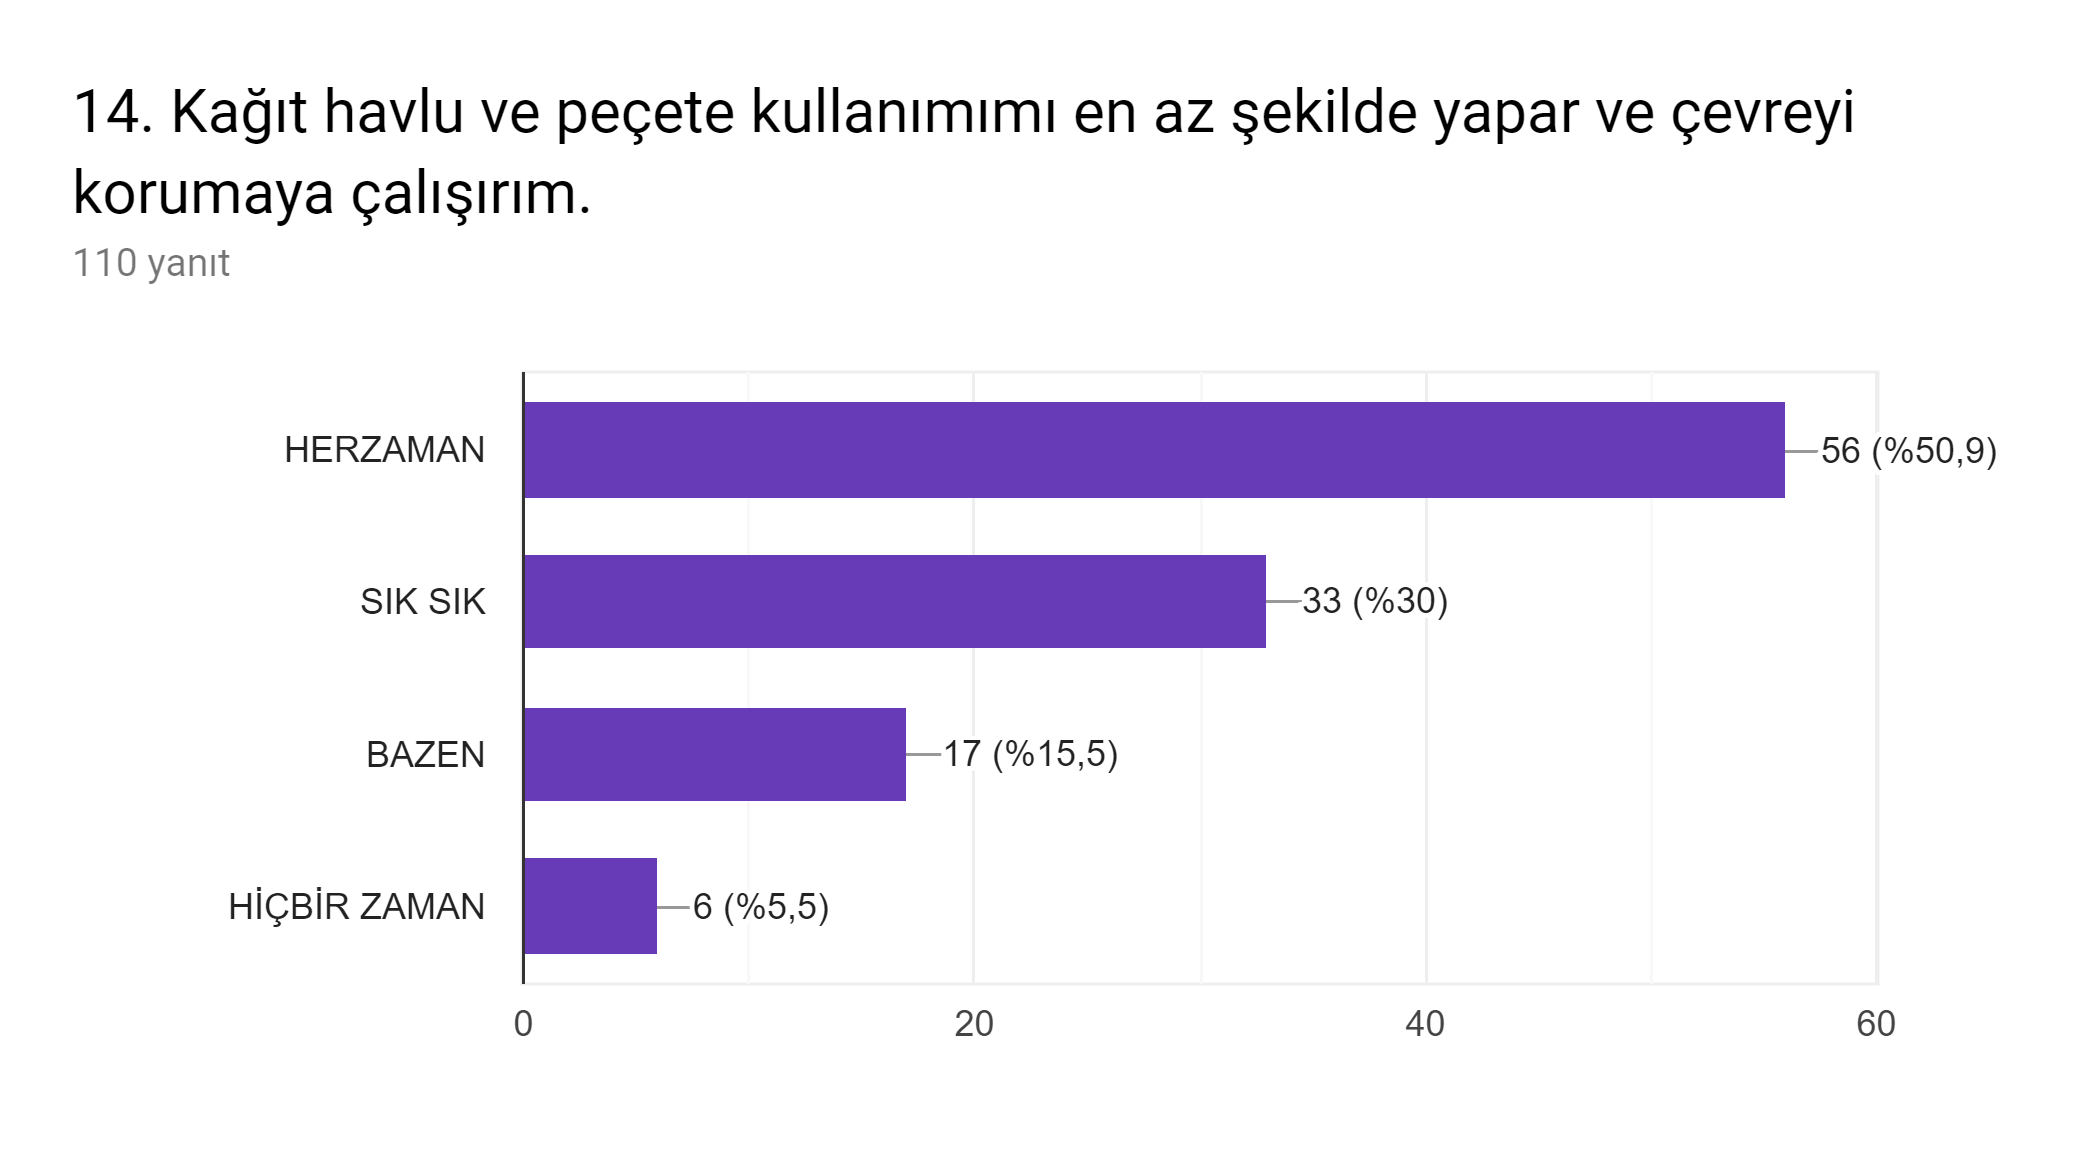 14. Kağıt havlu ve peçete kullanımımı en az şekilde yapar ve çevreyi
korumaya çalışırım.
110 yanıt
HERZAMAN
56 (%50,9)
SIK SIK
33 (%30)
BAZEN
17 (%15,5)
HİÇBİR ZAMAN
6 (%5,5)
0 20 40 60